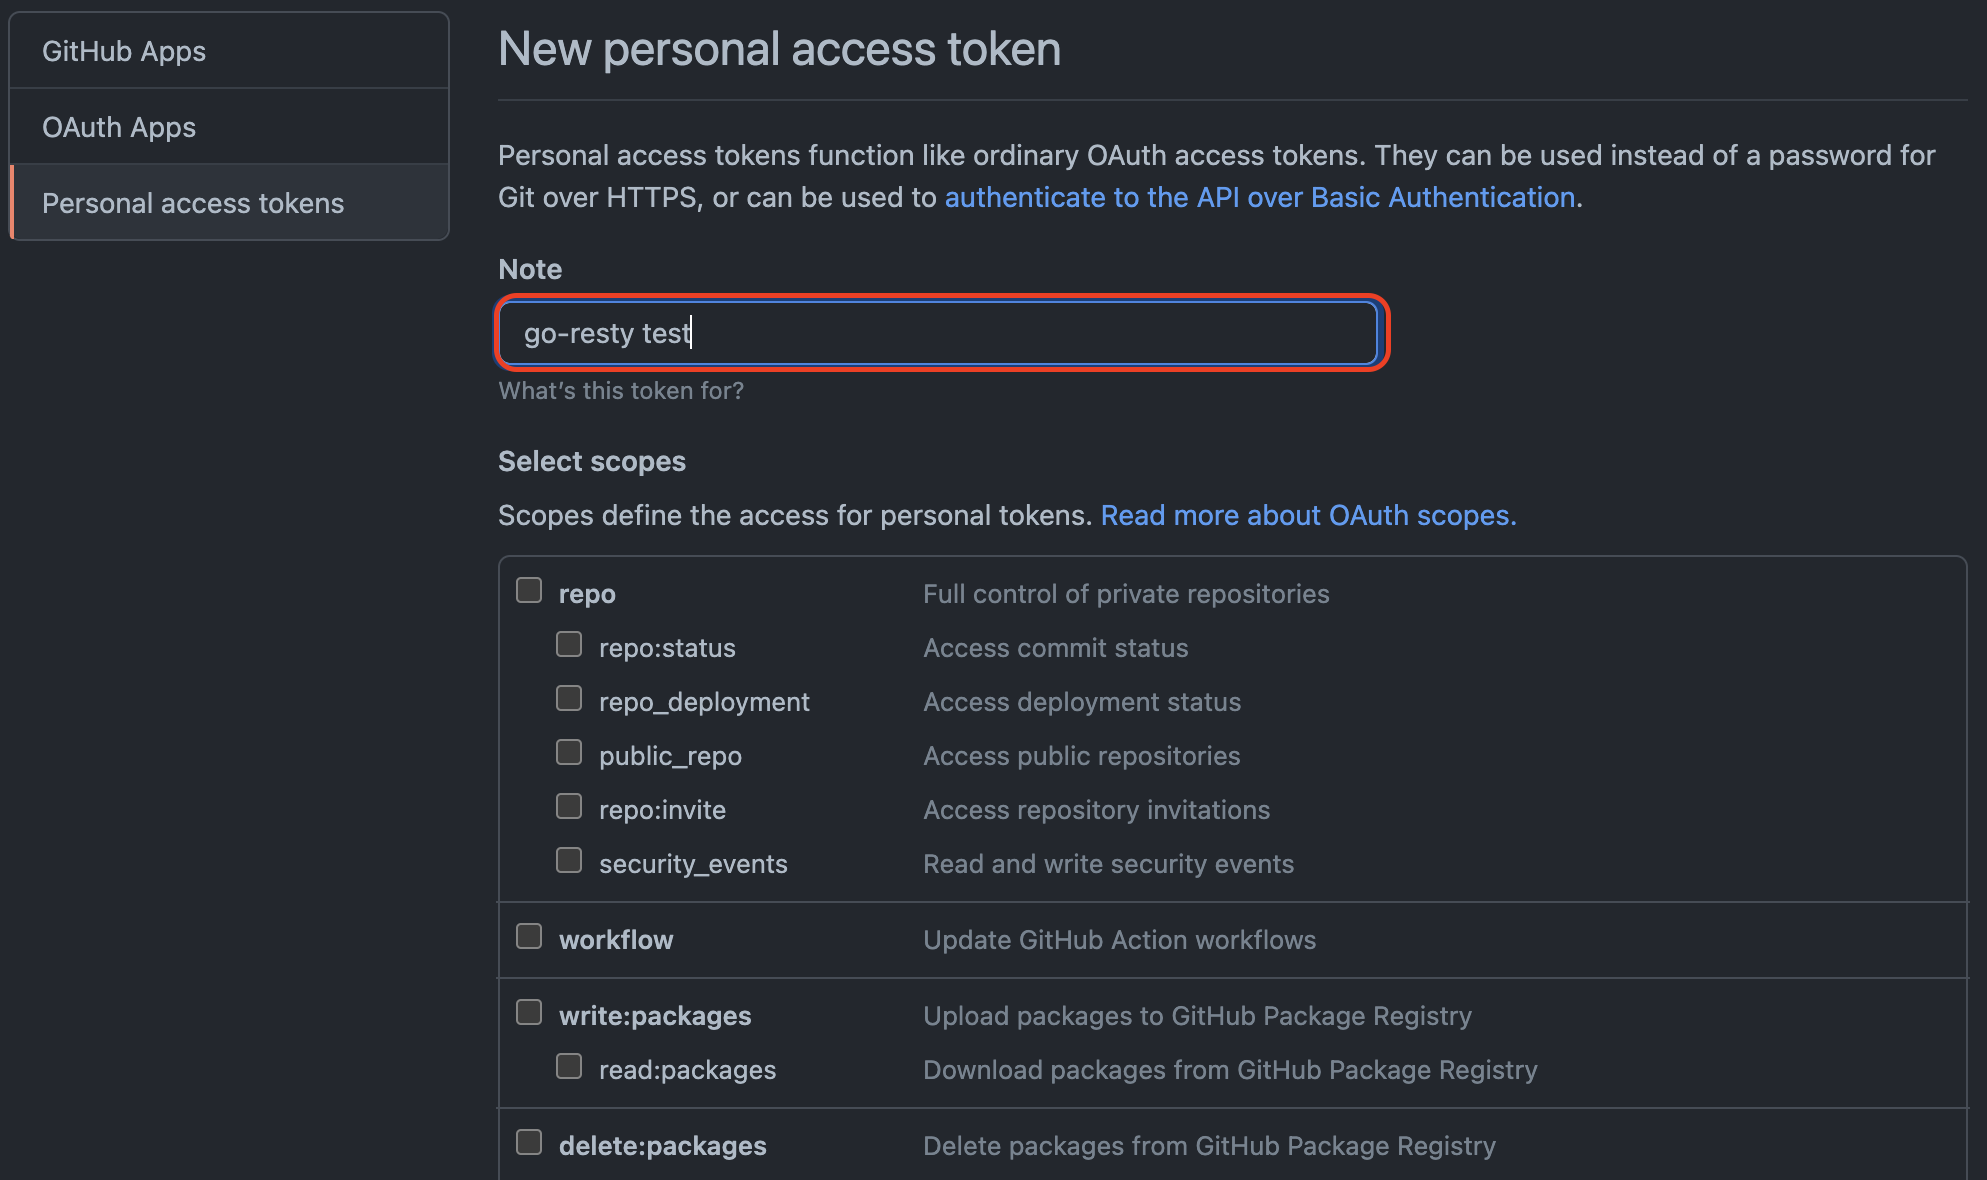 GitHub Apps
OAuth Apps
Personal access tokens
New personal access token
Personal access tokens function like ordinary OAuth access tokens. They can be used instead of a password for
Git over HTTPS, or can be used to authenticate to the API over Basic Authentication.
Note
go-resty test
What's this token for?
Select scopes
Scopes define the access for personal tokens. Read more about OAuth scopes.
repo Full control of private repositories
repo:status Access commit status
repo_deployment Access deployment status
public_repo Access public repositories
repo:invite Access repository invitations
security_events Read and write security events
workflow Update GitHub Action workflows
write:packages Upload packages to GitHub Package Registry
read:packages Download packages from GitHub Package Registry
delete:packages Delete packages from GitHub Package Registry